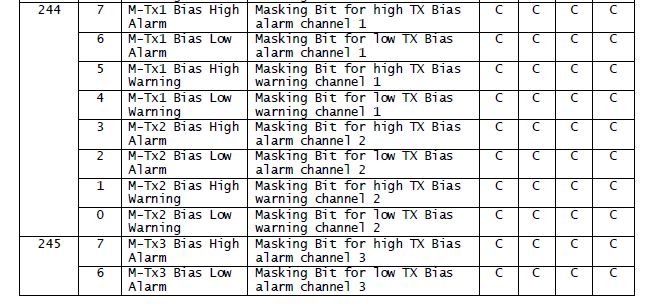 244 7 M-Tx1 Bias High Masking Bit for high TX Bias C C C C
Alarm alarm channel 1
6 M-Tx1 Bias Low Masking Bit for low TX Bias C C C C
Alarm alarm channel 1
5 M-Tx1 Bias High Masking Bit for high TX Bias C C C C
Warning warning channel 1
4 M-Tx1 Bias Low Masking Bit for low TX Bias C C C C
Warning warning channel 1
3 M-Tx2 Bias High Masking Bit for high TX Bias C C C C
Alarm alarm channel 2
2 M-Tx2 Bias Low Masking Bit for low TX Bias C C C C
Alarm alarm channel 2
1 M-Tx2 Bias High Masking Bit for high TX Bias C C C C
Warning warning channel 2
0 M-Tx2 Bias Low Masking Bit for low TX Bias C C C C
Warning warning channel 2
245 7 M-Tx3 Bias High Masking Bit for high TX Bias C C C C
Alarm alarm channel 3
6 M-Tx3 Bias Low Masking Bit for low TX Bias C C C C
Alarm alarm channel 3